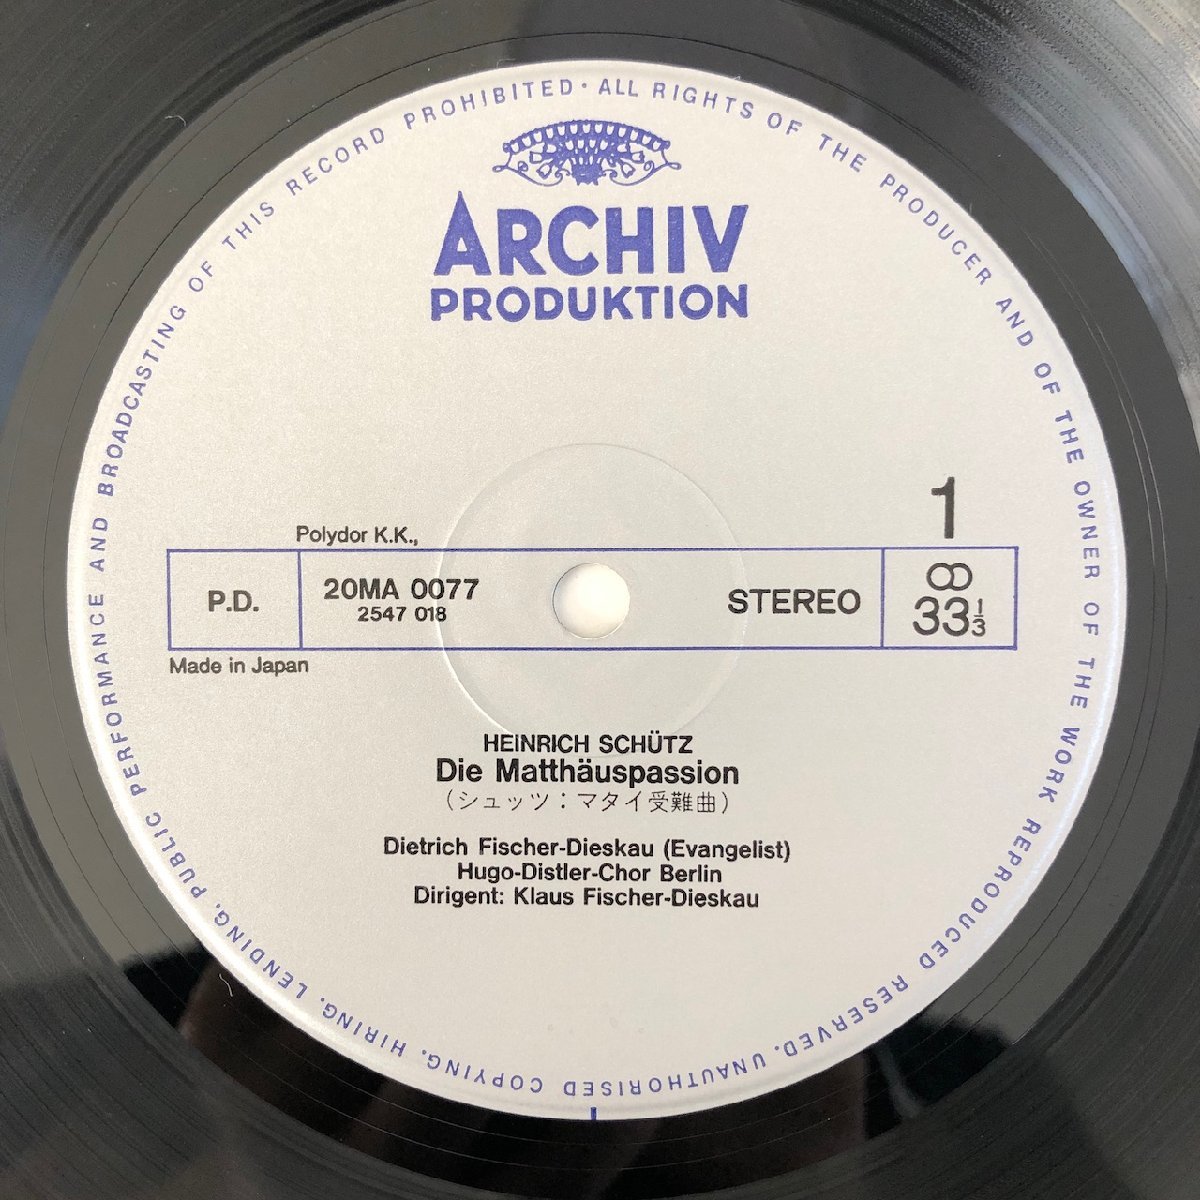 ALL RIGHTS OF THE PRODUCER AND OF THE OWNER OF THE WORK REPRODUCED RESERVED. UNAUTHORISED COPYING, HIRING, LENDING, PUBLIC PERFORMANCE AND BROADCASTING OF THIS RECORD PROHIBITED ·
ARCHIV
PRODUKTION
1
Polydor K.K.,
P.D.
20MA 0077
2547 018
STEREO
33 1/3
Made in Japan
HEINRICH SCHÜTZ
Die Matthäuspassion
(シュッツ：マタイ受難曲)
Dietrich Fischer-Dieskau (Evangelist)
Hugo-Distler-Chor Berlin
Dirigent: Klaus Fischer-Dieskau